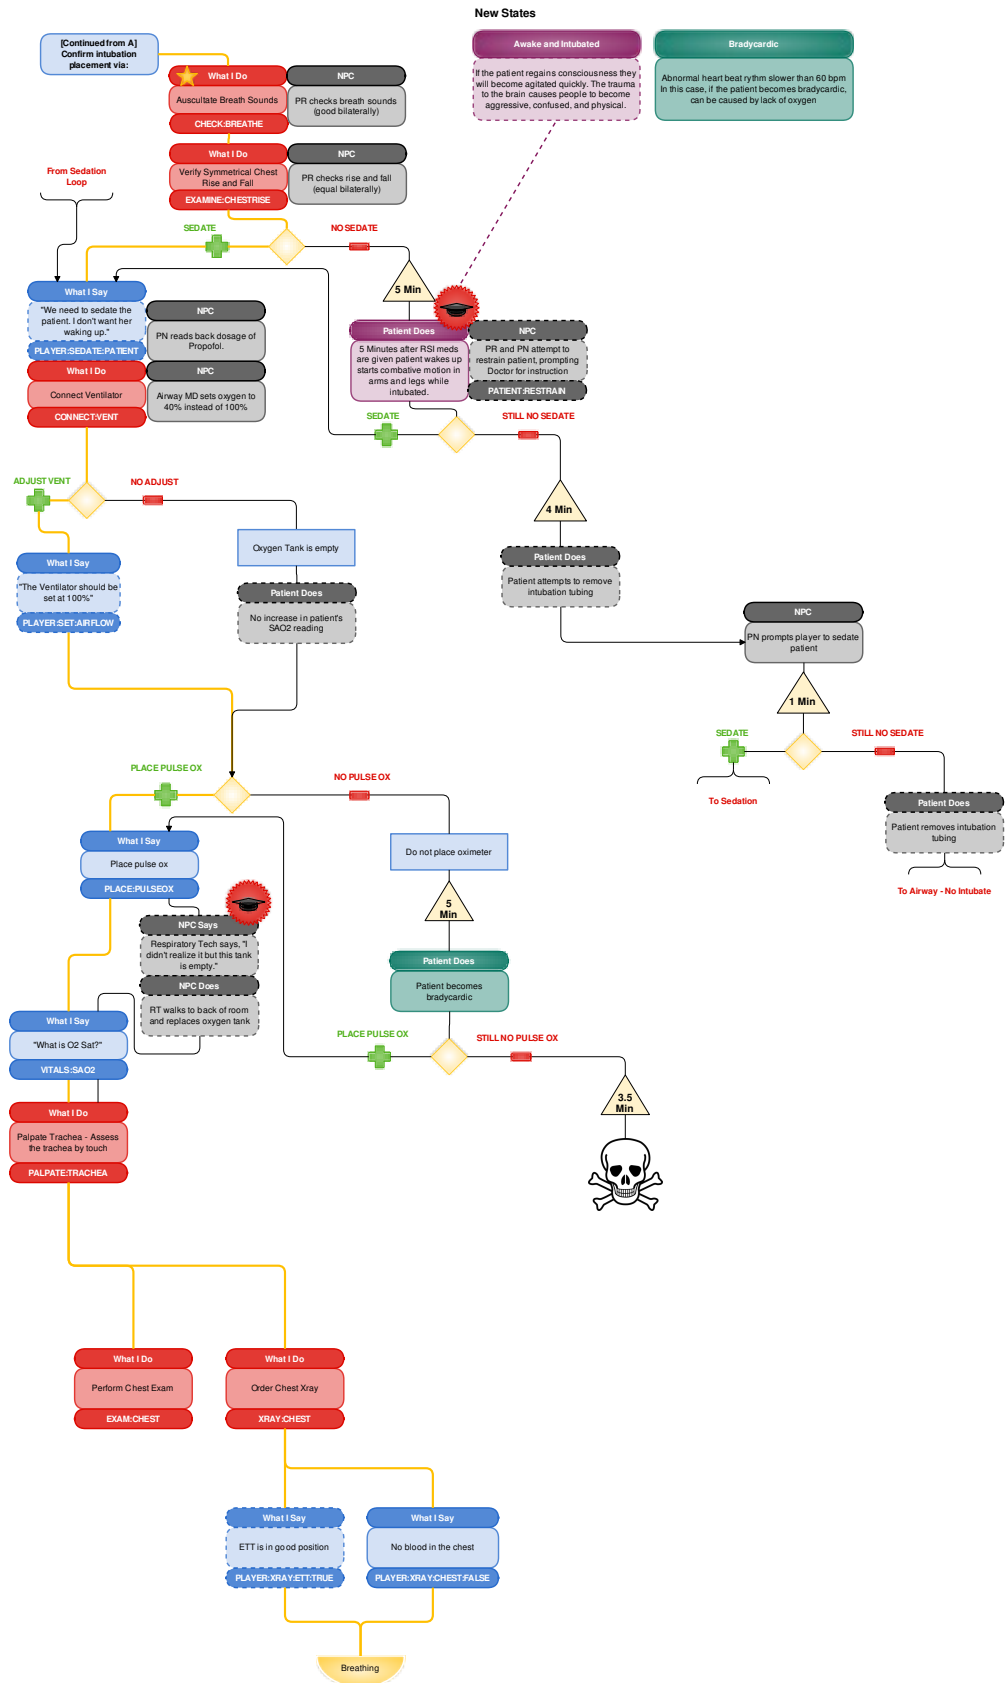 New States
[Continued from A]
Confirm intubation
placement via:
Awake and Intubated
If the patient regains consciousness they
will become agitated quickly. The trauma
to the brain causes people to become
aggressive, confused, and physical.
Bradycardic
Abnormal heart beat rythm slower than 60 bpm
In this case, if the patient becomes bradycardic,
can be caused by lack of oxygen
What I Do
Auscultate Breath Sounds
CHECK:BREATHE
NPC
PR checks breath sounds
(good bilaterally)
What I Do
Verify Symmetrical Chest
Rise and Fall
EXAMINE:CHESTRISE
NPC
PR checks rise and fall
(equal bilaterally)
From Sedation
Loop
SEDATE
NO SEDATE
5 Min
What I Say
"We need to sedate the
patient. I don't want her
waking up."
PLAYER:SEDATE:PATIENT
NPC
PN reads back dosage of
Propofol.
What I Do
Connect Ventilator
CONNECT:VENT
NPC
Airway MD sets oxygen to
40% instead of 100%
Patient Does
5 Minutes after RSI meds
are given patient wakes up
starts combative motion in
arms and legs while
intubated.
NPC
PR and PN attempt to
restrain patient, prompting
Doctor for instruction
PATIENT:RESTRAIN
SEDATE
STILL NO SEDATE
4 Min
Patient Does
Patient attempts to remove
intubation tubing
ADJUST VENT
NO ADJUST
Oxygen Tank is empty
What I Say
"The Ventilator should be
set at 100%"
PLAYER:SET:AIRFLOW
Patient Does
No increase in patient's
SAO2 reading
NPC
PN prompts player to sedate
patient
1 Min
SEDATE
STILL NO SEDATE
To Sedation
Patient Does
Patient removes intubation
tubing
To Airway - No Intubate
PLACE PULSE OX
NO PULSE OX
What I Say
Place pulse ox
PLACE:PULSEOX
Do not place oximeter
5
Min
NPC Says
Respiratory Tech says, "I
didn't realize it but this tank
is empty."
NPC Does
RT walks to back of room
and replaces oxygen tank
Patient Does
Patient becomes
bradycardic
What I Say
"What is O2 Sat?"
VITALS:SAO2
PLACE PULSE OX
STILL NO PULSE OX
3.5
Min
What I Do
Palpate Trachea - Assess
the trachea by touch
PALPATE:TRACHEA
What I Do
Perform Chest Exam
EXAM:CHEST
What I Do
Order Chest Xray
XRAY:CHEST
What I Say
ETT is in good position
PLAYER:XRAY:ETT:TRUE
What I Say
No blood in the chest
PLAYER:XRAY:CHEST:FALSE
Breathing